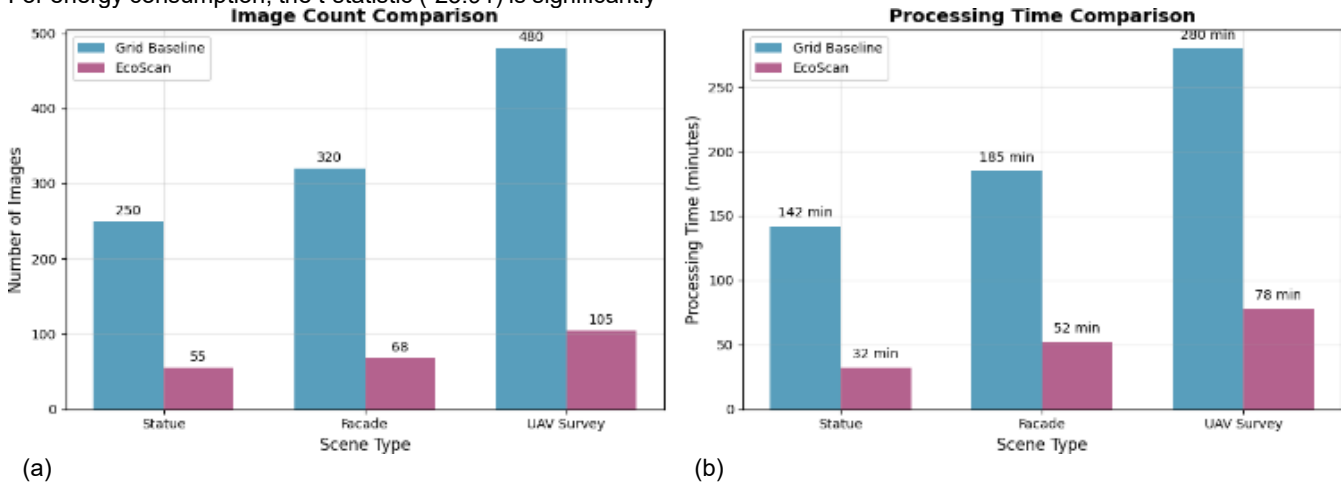 Image Count Comparison
500
400
300
200
100
0
Number of Images
Grid Baseline
EcoScan
250
55
320
68
480
105
Statue
Facade
UAV Survey
Scene Type
(a)
Processing Time Comparison
250
200
150
100
50
0
Processing Time (minutes)
Grid Baseline
EcoScan
142 min
32 min
185 min
52 min
280 min
78 min
Statue
Facade
UAV Survey
Scene Type
(b)